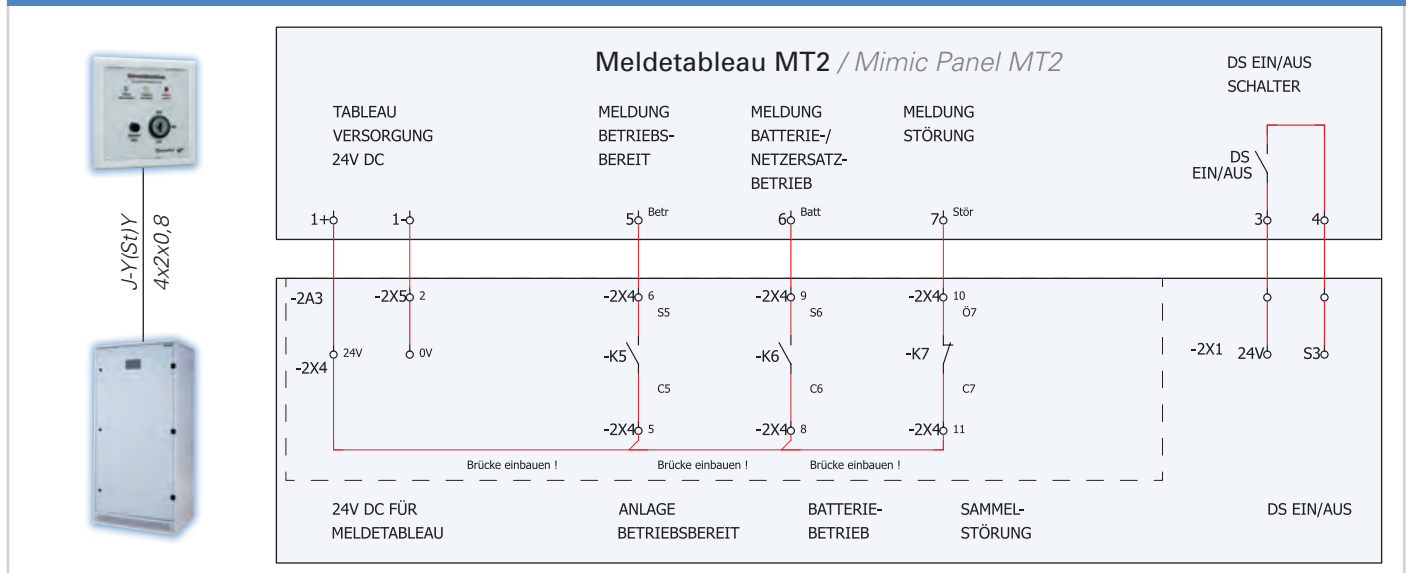 Meldetableau MT2 / Mimic Panel MT2
DS EIN/AUS
SCHALTER
TABLEAU
VERSORGUNG
24V DC
MELDUNG
BETRIEBS-
BEREIT
MELDUNG
BATTERIE-/
NETZERSATZ-
BETRIEB
MELDUNG
STÖRUNG
DS
EIN/AUS
1+
1-
5 Betr
6 Batt
7 Stör
3
4
J-Y(St)Y
4x2x0,8
-2A3
-2X5 2
-2X4 6
S5
-2X4 9
S6
-2X4 10
Ö7
-2X4
24V
0V
-K5
-K6
-K7
-2X1 24V S3
C5
C6
C7
-2X4 5
-2X4 8
-2X4 11
Brücke einbauen !
Brücke einbauen !
Brücke einbauen !
24V DC FÜR
MELDETABLEAU
ANLAGE
BETRIEBSBEREIT
BATTERIE-
BETRIEB
SAMMEL-
STÖRUNG
DS EIN/AUS